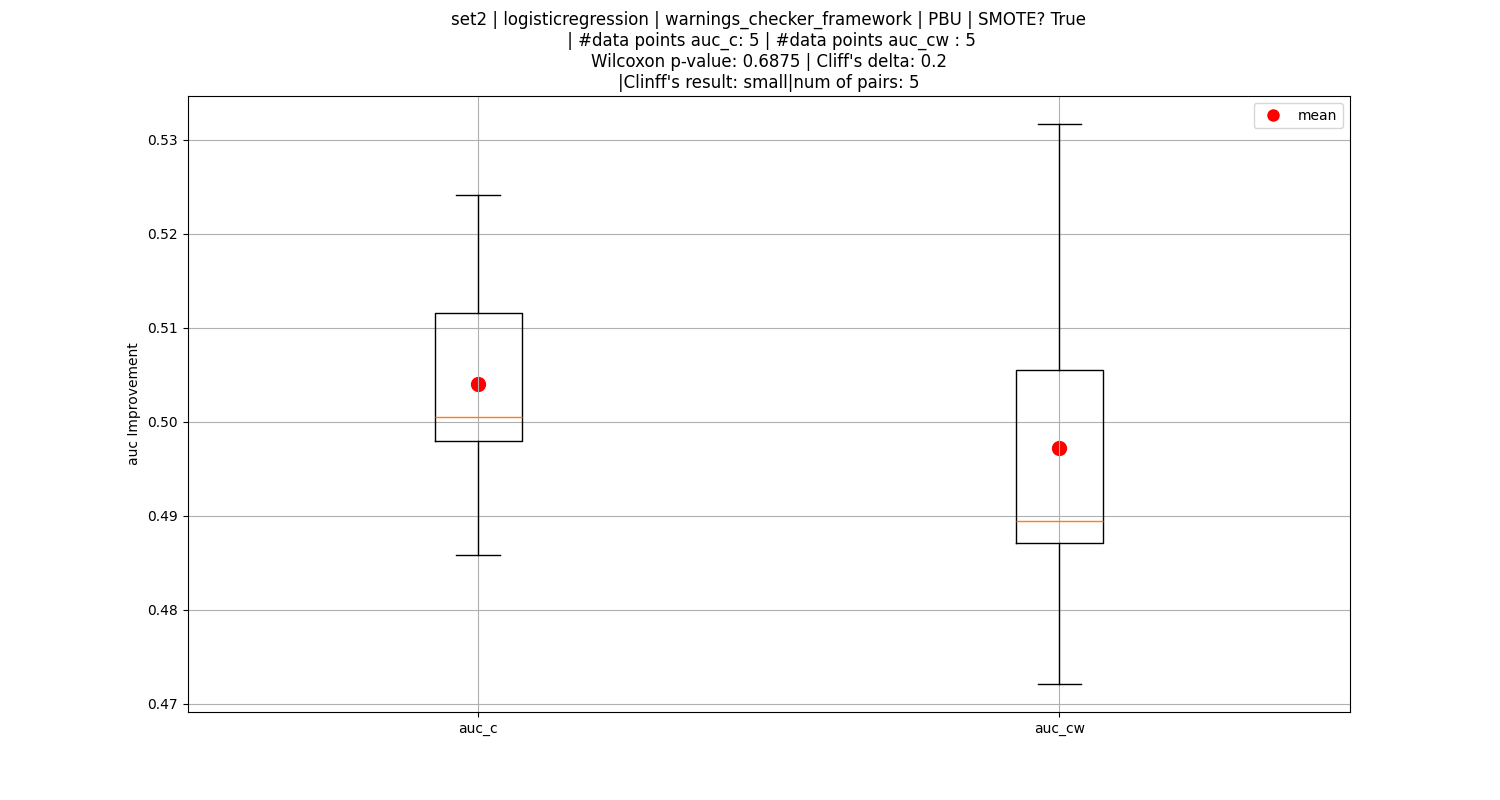 set2 | logisticregression | warnings_checker_framework | PBU | SMOTE? True
| #data points auc_c: 5 | #data points auc_cw : 5
Wilcoxon p-value: 0.6875 | Cliff's delta: 0.2
|Clinff's result: small|num of pairs: 5
mean
0.53
0.52
0.51
0.50
0.49
0.48
0.47
auc Improvement
auc_c
auc_cw